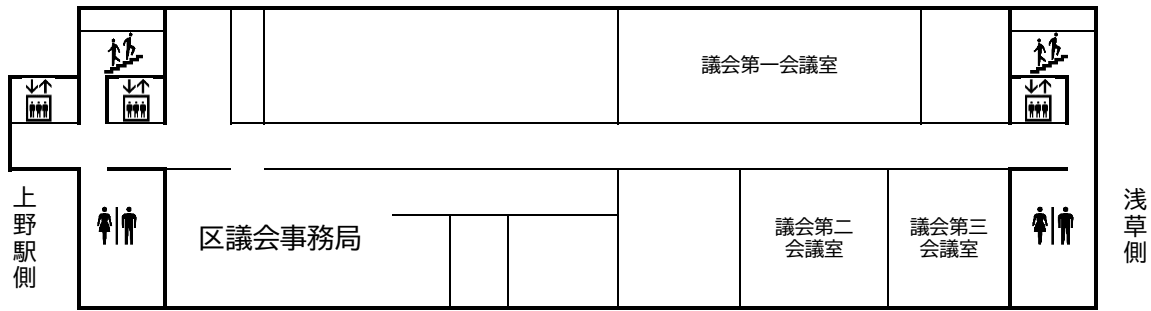 議会第一会議室
上野駅側
区議会事務局
議会第二
会議室
議会第三
会議室
浅草側